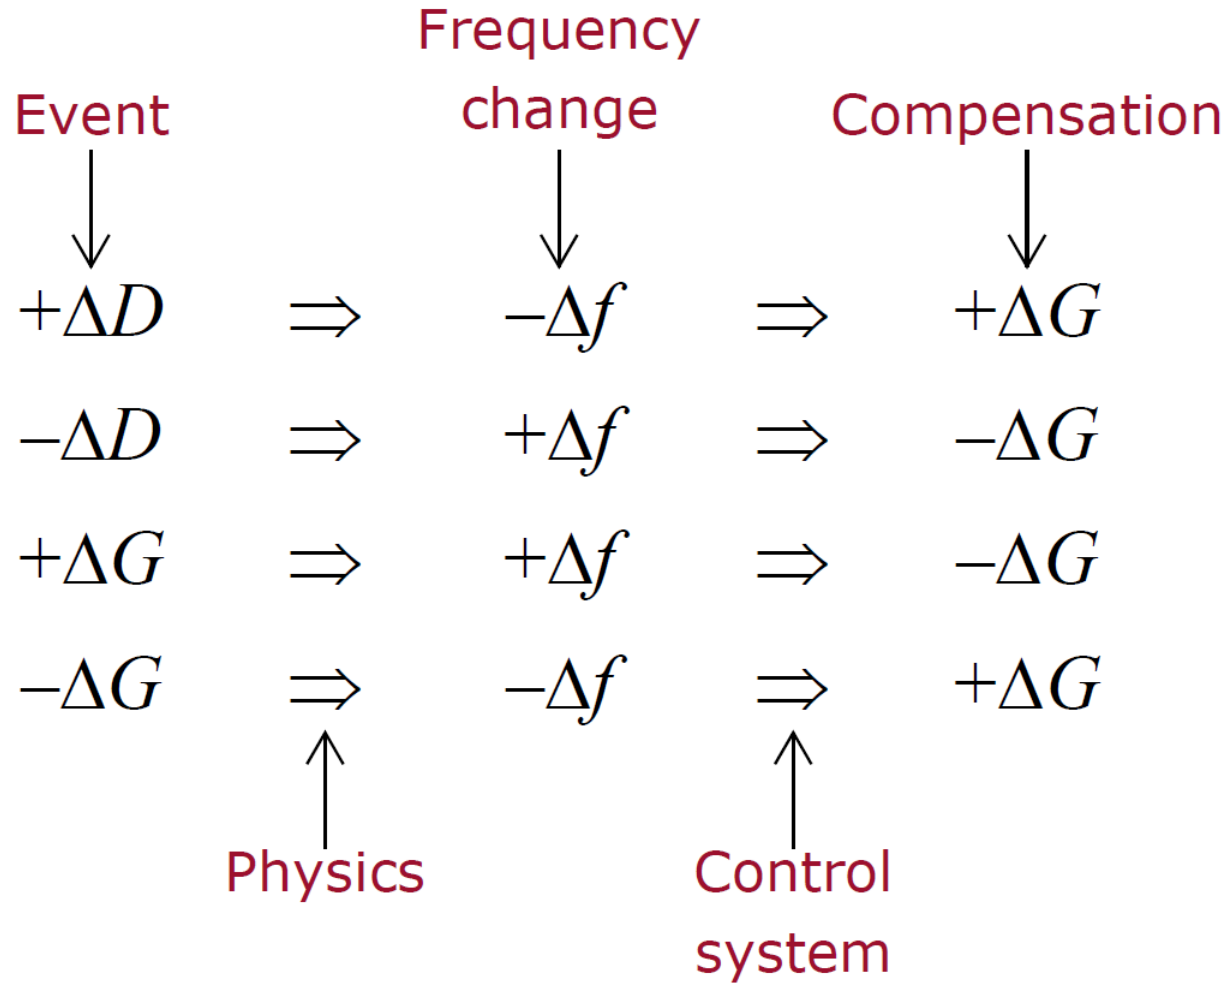 Frequency
change
Event
Compensation
+ΔD ⇒ −Δf ⇒ +ΔG
−ΔD ⇒ +Δf ⇒ −ΔG
+ΔG ⇒ +Δf ⇒ −ΔG
−ΔG ⇒ −Δf ⇒ +ΔG
Physics
Control
system